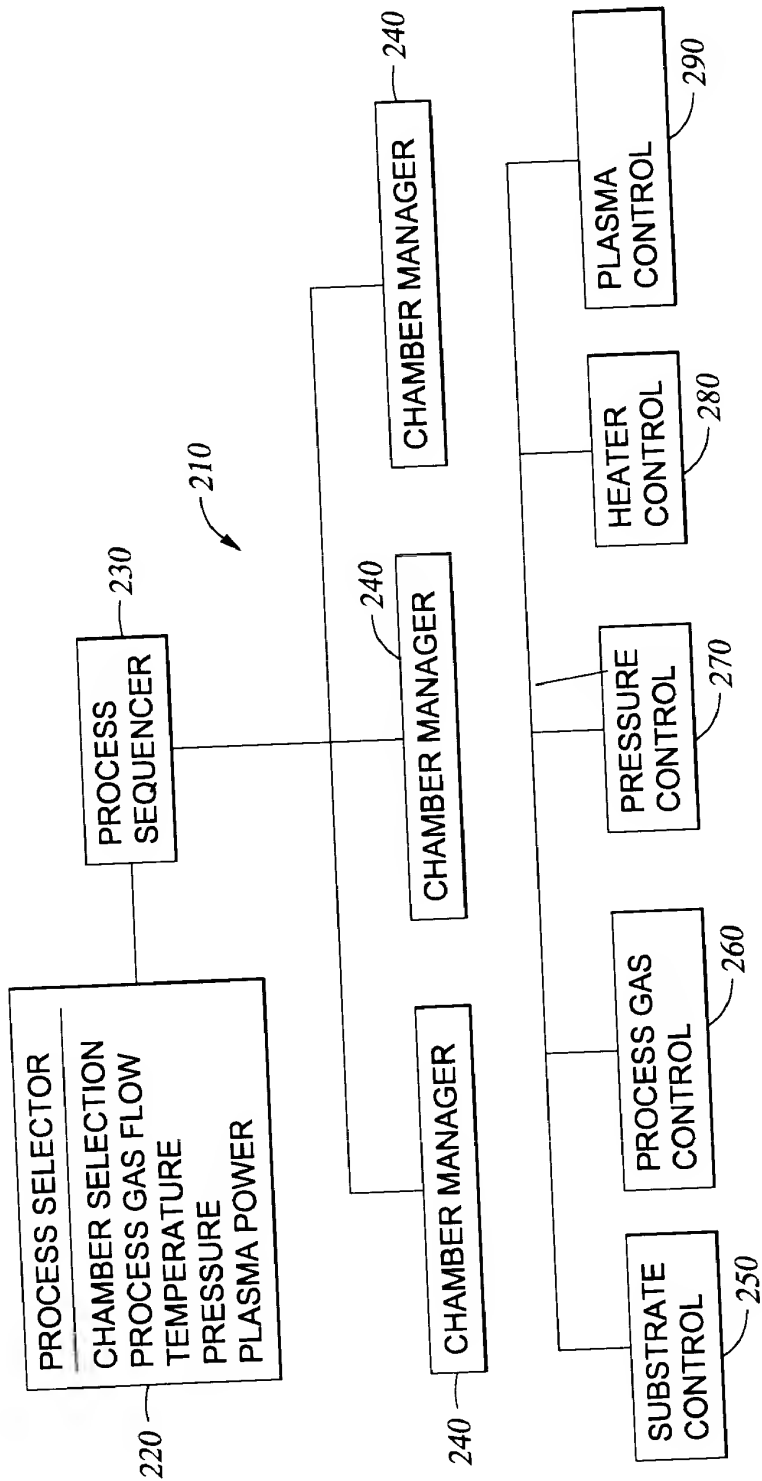 PROCESS SELECTOR
CHAMBER SELECTION
PROCESS GAS FLOW
TEMPERATURE
PRESSURE
PLASMA POWER
220
PROCESS
SEQUENCER
230
210
CHAMBER MANAGER
240
CHAMBER MANAGER
240
CHAMBER MANAGER
240
SUBSTRATE
CONTROL
250
PROCESS GAS
CONTROL
260
PRESSURE
CONTROL
270
HEATER
CONTROL
280
PLASMA
CONTROL
290